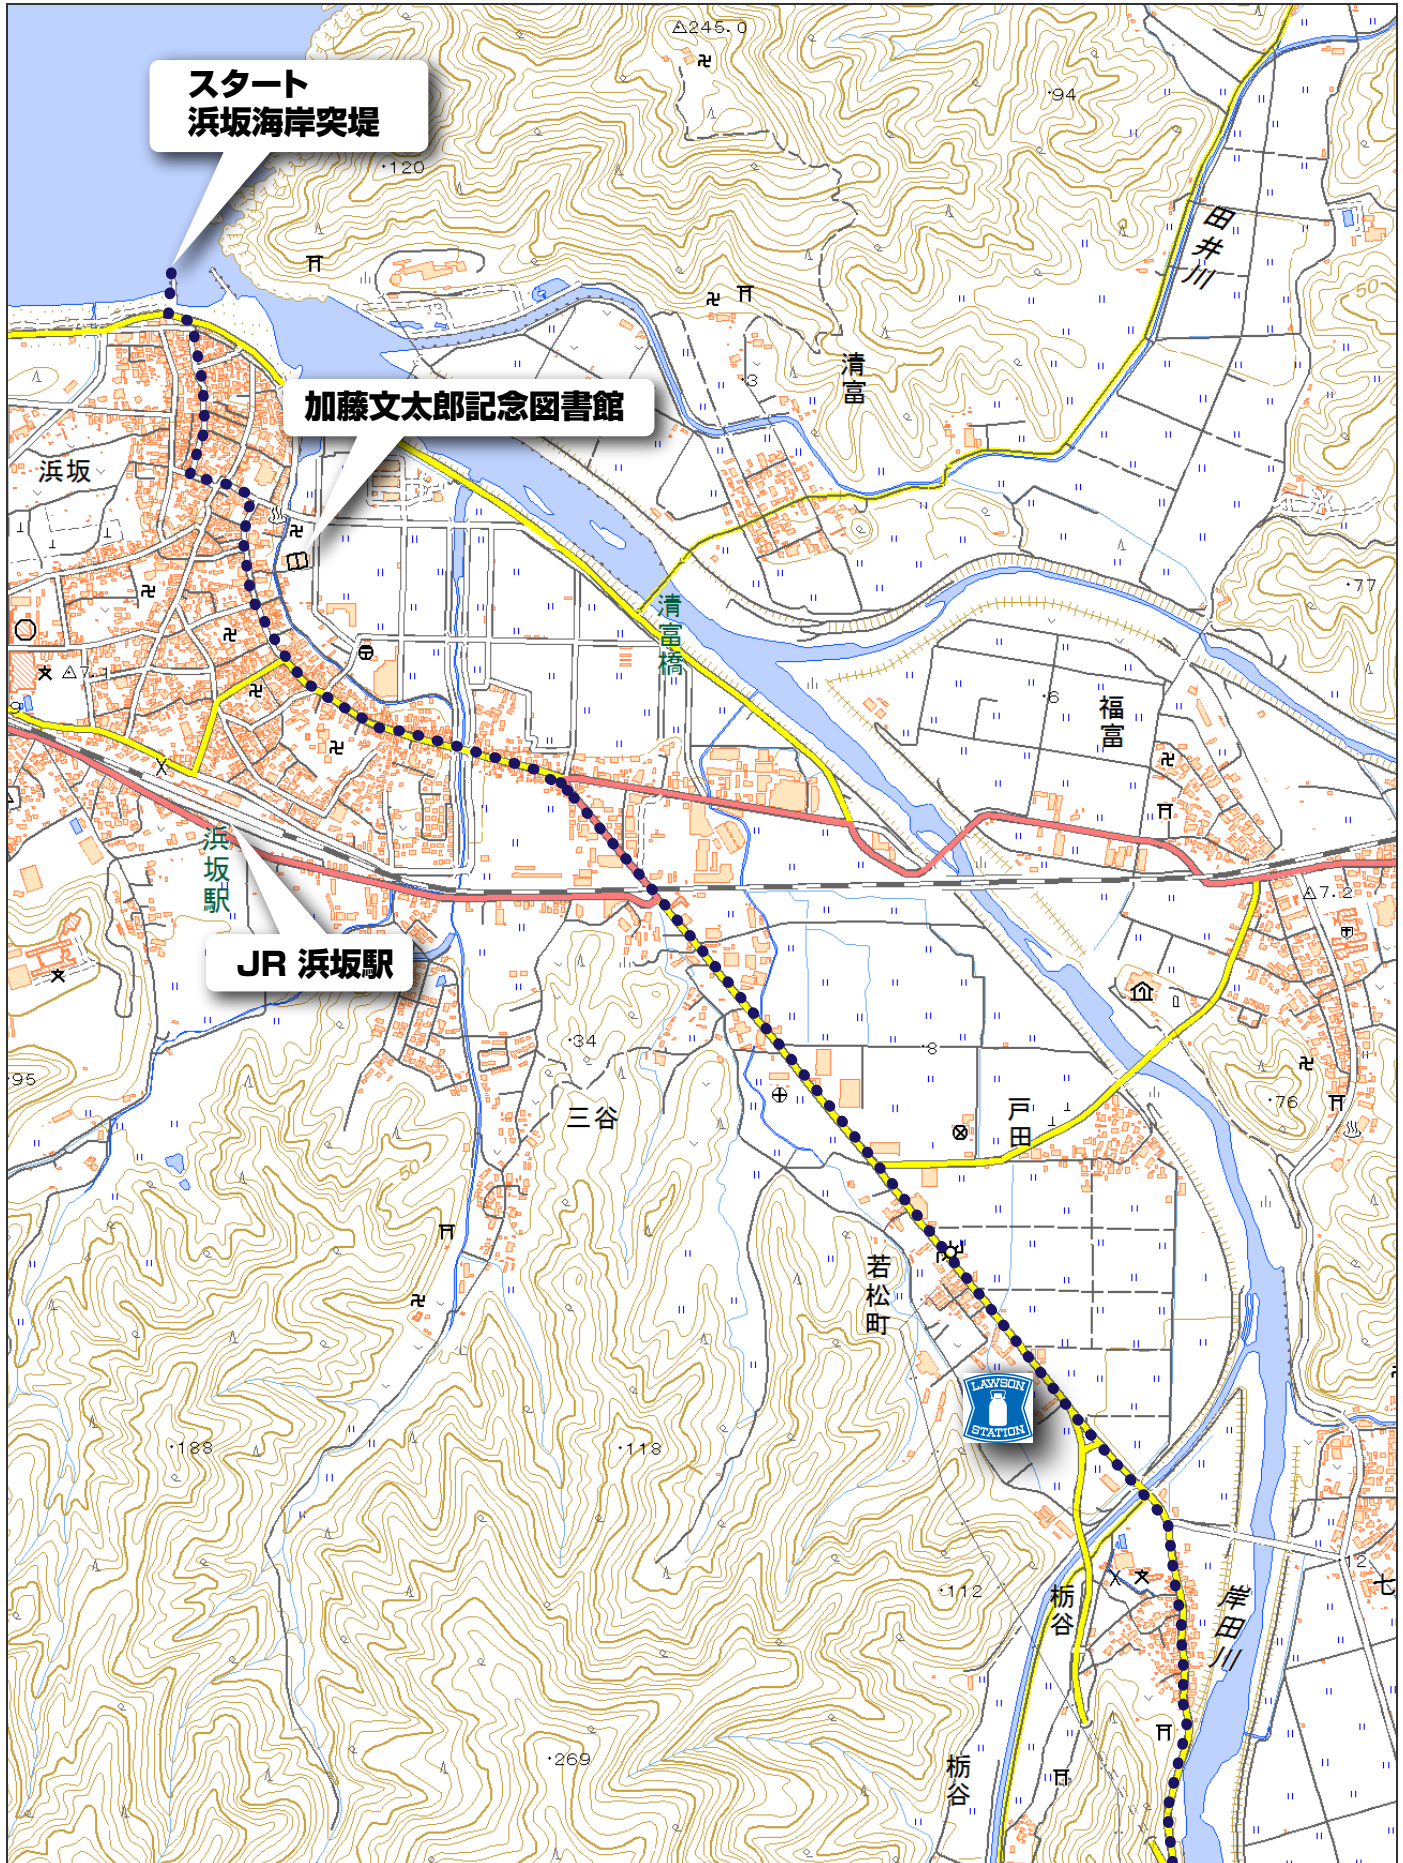 △245.0
スタート
浜坂海岸突堤
・94
・120
田井川
50
清富
・3
加藤文太郎記念図書館
浜坂
・77
清富橋
△7.1
9
・6
福富
浜坂駅
△7.2
JR 浜坂駅
・34
・8
95
三谷
戸田
・76
50
若松町
LAWSON
STATION
・188
・118
・12
七
・112
栃谷
岸田川
・269
栃谷